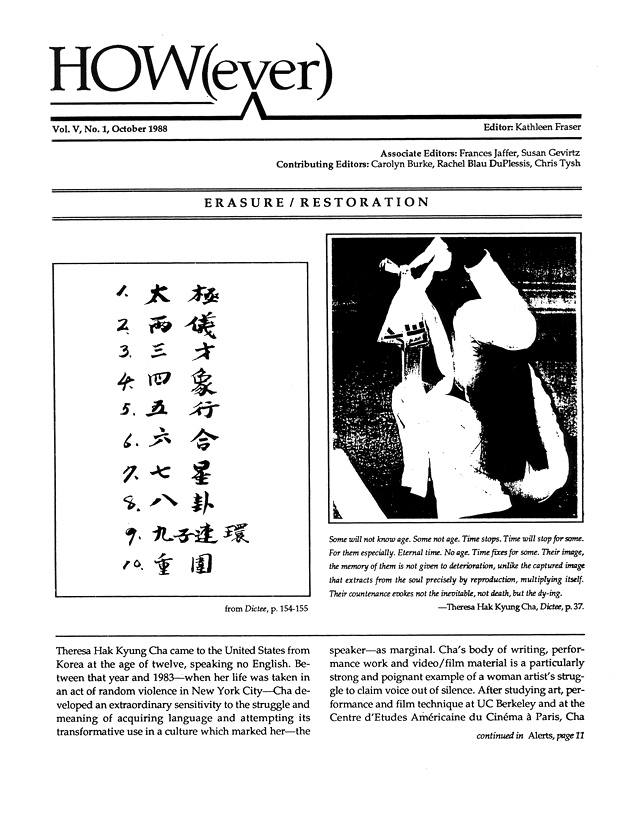 HOW(ever)
Vol. V, No. 1, October 1988
Editor: Kathleen Fraser
Associate Editors: Frances Jaffer, Susan Gevirtz
Contributing Editors: Carolyn Burke, Rachel Blau DuPlessis, Chris Tysh
ERASURE / RESTORATION
1. 太 極
2. 兩 儀
3. 三 才
4. 四 象
5. 五 行
6. 六 合
7. 七 星
8. 八 卦
9. 九子連環
10. 重 圍
from Dictee, p. 154-155
Some will not know age. Some not age. Time stops. Time will stop for some.
For them especially. Eternal time. No age. Time fixes for some. Their image,
the memory of them is not given to deterioration, unlike the captured image
that extracts from the soul precisely by reproduction, multiplying itself.
Their countenance evokes not the inevitable, not death, but the dy-ing.
—Theresa Hak Kyung Cha, Dictee, p. 37.
Theresa Hak Kyung Cha came to the United States from
Korea at the age of twelve, speaking no English. Be-
tween that year and 1983—when her life was taken in
an act of random violence in New York City—Cha de-
veloped an extraordinary sensitivity to the struggle and
meaning of acquiring language and attempting its
transformative use in a culture which marked her—the
speaker—as marginal. Cha's body of writing, perfor-
mance work and video/film material is a particularly
strong and poignant example of a woman artist's strug-
gle to claim voice out of silence. After studying art, per-
formance and film technique at UC Berkeley and at the
Centre d'Etudes Américaine du Cinéma à Paris, Cha
continued in Alerts, page 11